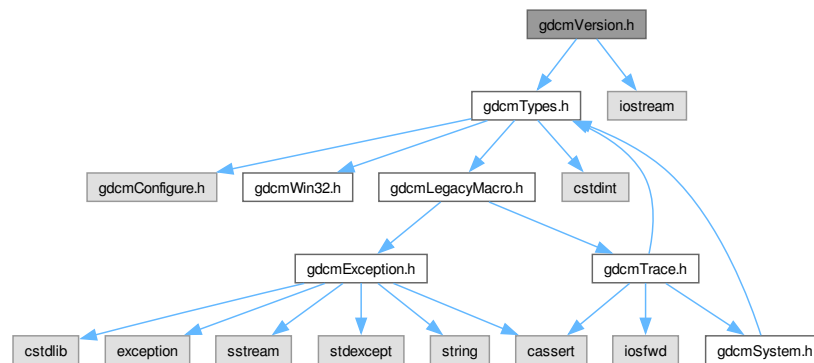 gdcmVersion.h
gdcmTypes.h
iostream
gdcmConfigure.h
gdcmWin32.h
gdcmLegacyMacro.h
cstdint
gdcmException.h
gdcmTrace.h
cstdlib
exception
sstream
stdexcept
string
cassert
iosfwd
gdcmSystem.h